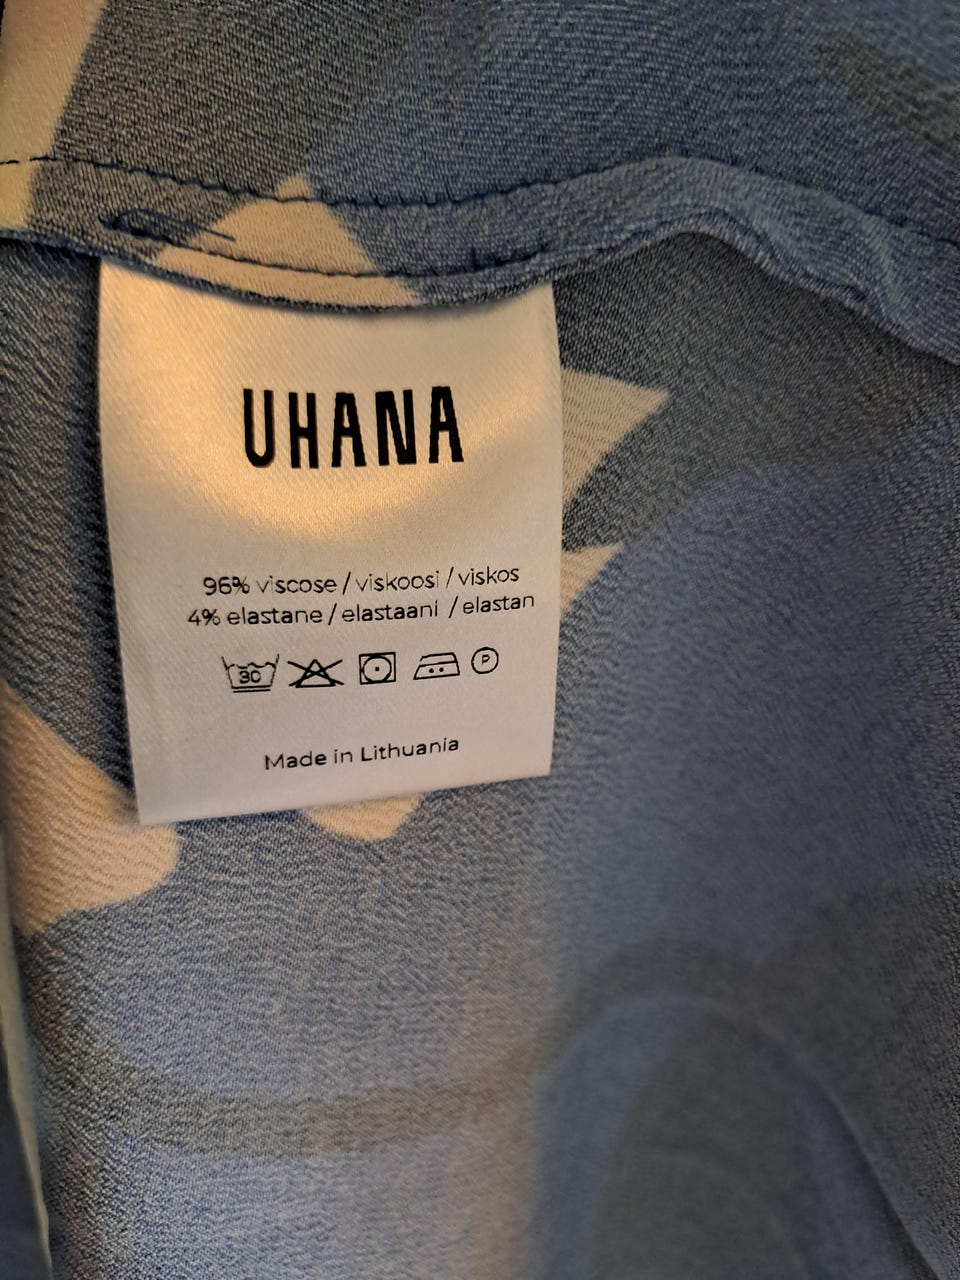 UHANA
96% viscose / viskoosi / viskos
4% elastane / elastaani / elastan
30 P
Made in Lithuania